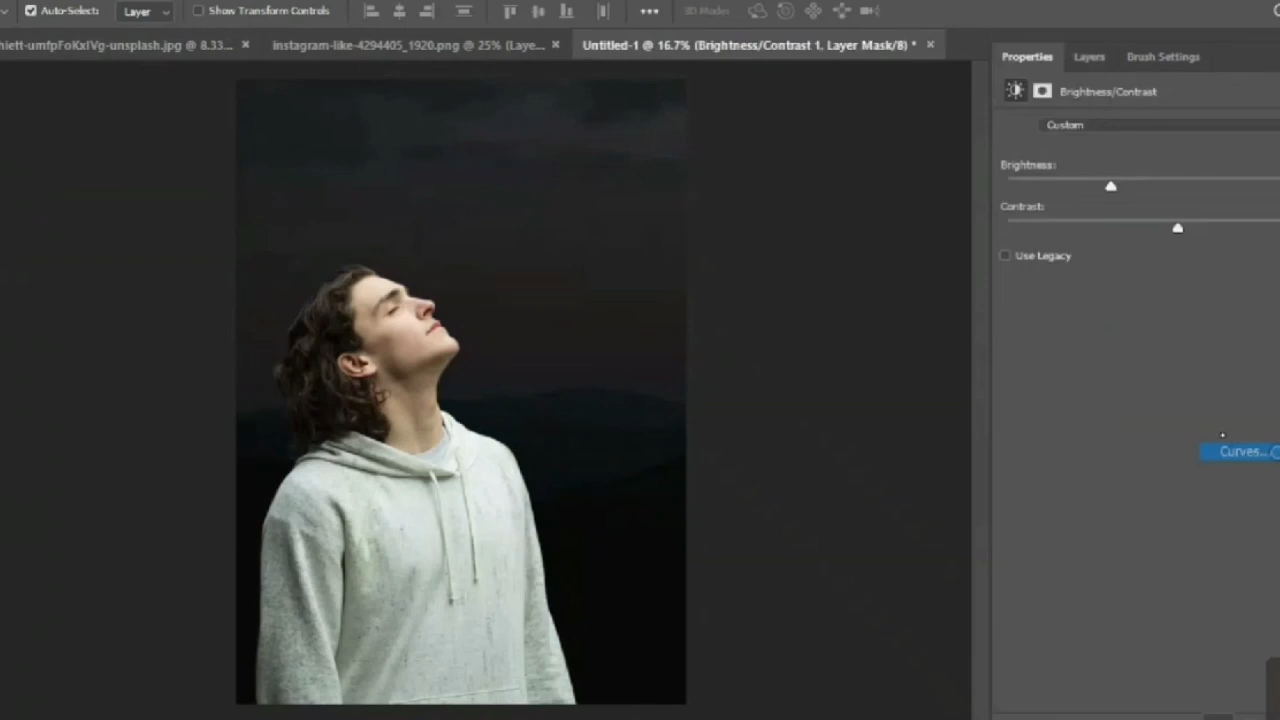 Auto-Select: Layer Show Transform Controls 3D Mode:
hiett-umfpFoKxIVg-unsplash.jpg @ 8.33... × instagram-like-4294405_1920.png @ 25% (Laye... × Untitled-1 @ 16.7% (Brightness/Contrast 1, Layer Mask/8) * ×
Properties Layers Brush Settings
Brightness/Contrast
Custom
Brightness:
Contrast:
Use Legacy
Curves...